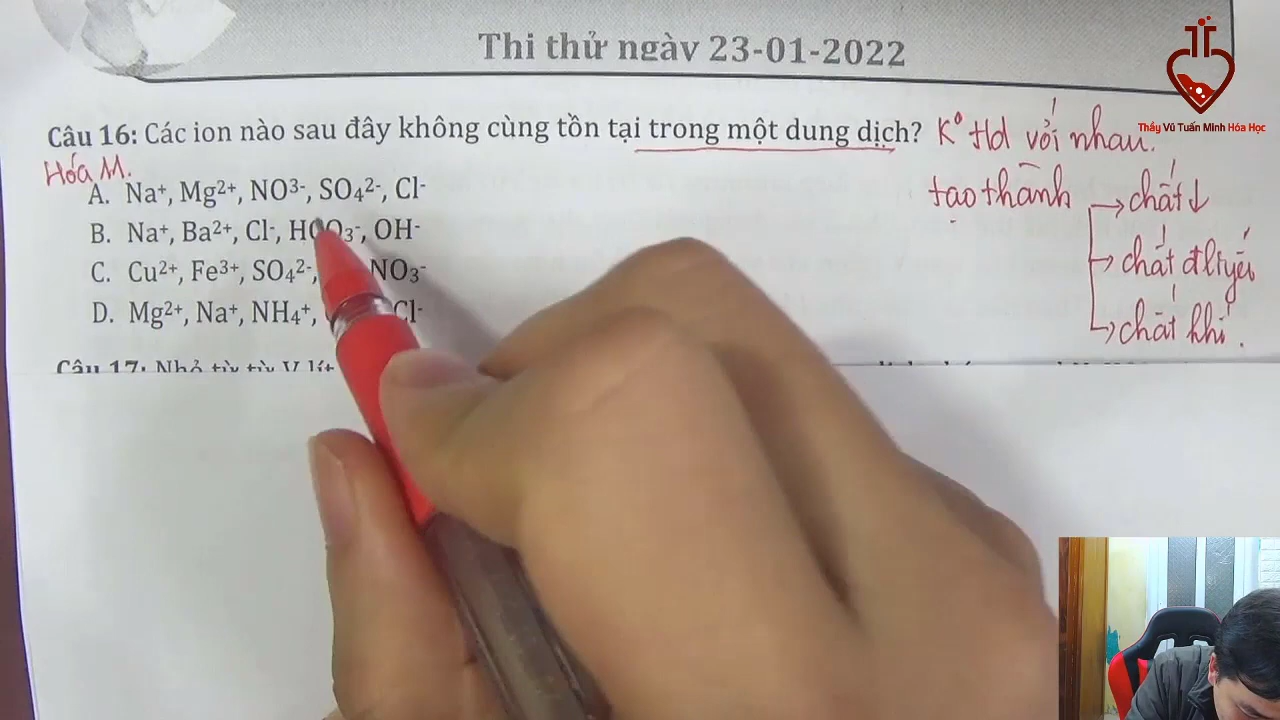 Thi thử ngày 23-01-2022
Thầy Vũ Tuấn Minh Hóa Học
Câu 16: Các ion nào sau đây không cùng tồn tại trong một dung dịch? K° td với nhau.
Hóa M.
tạo thành → chất↓
→ chất đli yếu
→ chất khí.
A. Na⁺, Mg²⁺, NO³⁻, SO₄²⁻, Cl⁻
B. Na⁺, Ba²⁺, Cl⁻, HCO₃⁻, OH⁻
C. Cu²⁺, Fe³⁺, SO₄²⁻, NO₃⁻
D. Mg²⁺, Na⁺, NH₄⁺, Cl⁻
Câu 17: Nhỏ từ từ V lít